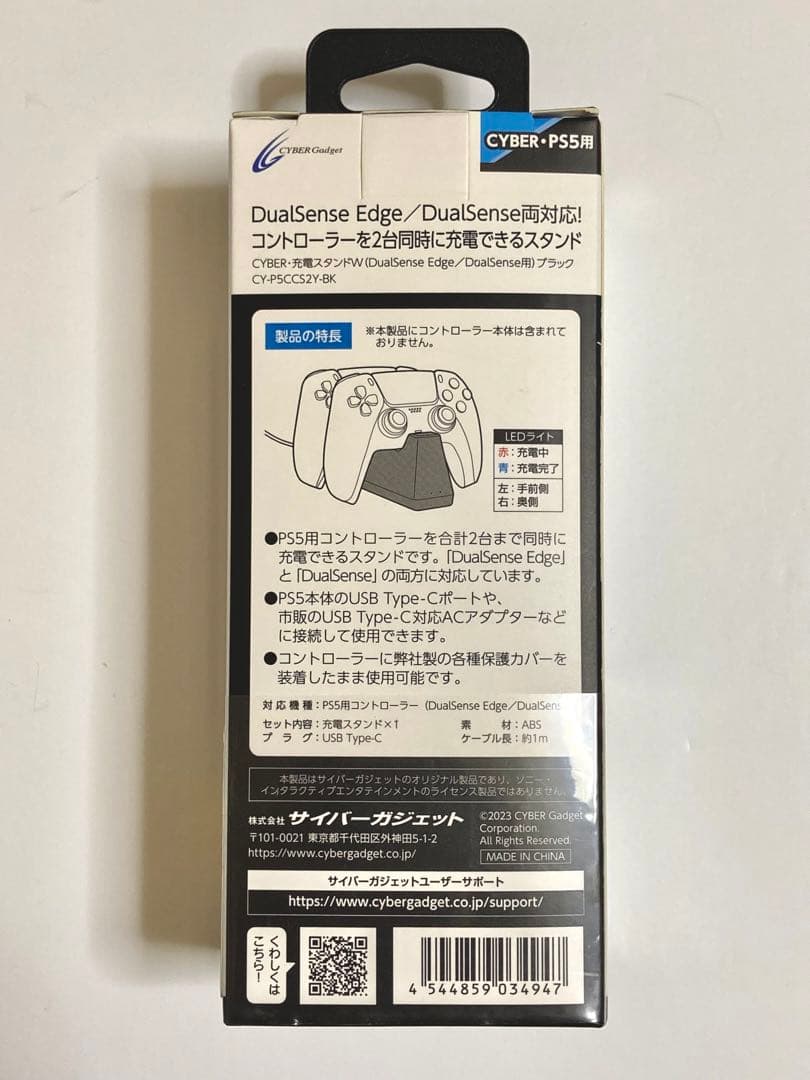 CYBER Gadget
CYBER・PS5用
DualSense Edge／DualSense両対応!
コントローラーを2台同時に充電できるスタンド
CYBER・充電スタンドW（DualSense Edge／DualSense用）ブラック
CY-P5CCS2Y-BK
製品の特長
※本製品にコントローラー本体は含まれて
おりません。
LEDライト
赤：充電中
青：充電完了
左：手前側
右：奥側
●PS5用コントローラーを合計2台まで同時に
充電できるスタンドです。「DualSense Edge」
と「DualSense」の両方に対応しています。
●PS5本体のUSB Type-Cポートや、
市販のUSB Type-C対応ACアダプターなど
に接続して使用できます。
●コントローラーに弊社製の各種保護カバーを
装着したまま使用可能です。
対応機種：PS5用コントローラー（DualSense Edge／DualSens
セット内容：充電スタンド×1　素　材：ABS
プラグ：USB Type-C　ケーブル長：約1m
本製品はサイバーガジェットのオリジナル製品であり、ソニー・
インタラクティブエンタテインメントのライセンス製品ではありません。
株式会社 サイバーガジェット
〒101-0021 東京都千代田区外神田5-1-2
https://www.cybergadget.co.jp/
©2023 CYBER Gadget
Corporation.
All Rights Reserved.
MADE IN CHINA
サイバーガジェットユーザーサポート
https://www.cybergadget.co.jp/support/
くわしくは
こちら!
4 544859 034947